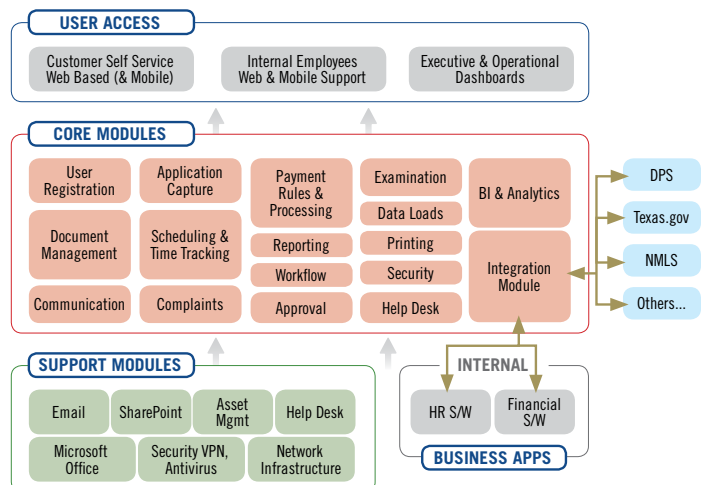 USER ACCESS
Customer Self Service
Web Based (& Mobile)
Internal Employees
Web & Mobile Support
Executive & Operational
Dashboards
CORE MODULES
User
Registration
Application
Capture
Payment
Rules &
Processing
Examination
BI & Analytics
DPS
Data Loads
Texas.gov
Document
Management
Scheduling &
Time Tracking
Reporting
Printing
Integration
Module
NMLS
Workflow
Security
Communication
Complaints
Approval
Help Desk
Others...
SUPPORT MODULES
Email
SharePoint
Asset
Mgmt
Help Desk
Microsoft
Office
Security VPN,
Antivirus
Network
Infrastructure
INTERNAL
HR S/W
Financial
S/W
BUSINESS APPS